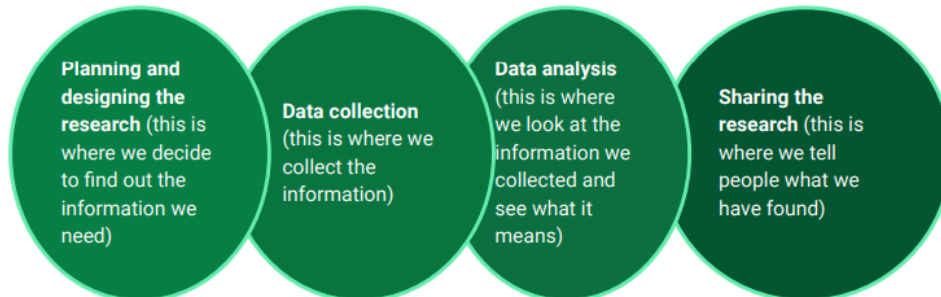 Planning and
designing the
research (this is
where we decide
to find out the
information we
need)
Data collection
(this is where we
collect the
information)
Data analysis
(this is where
we look at the
information we
collected and
see what it
means)
Sharing the
research (this is
where we tell
people what we
have found)